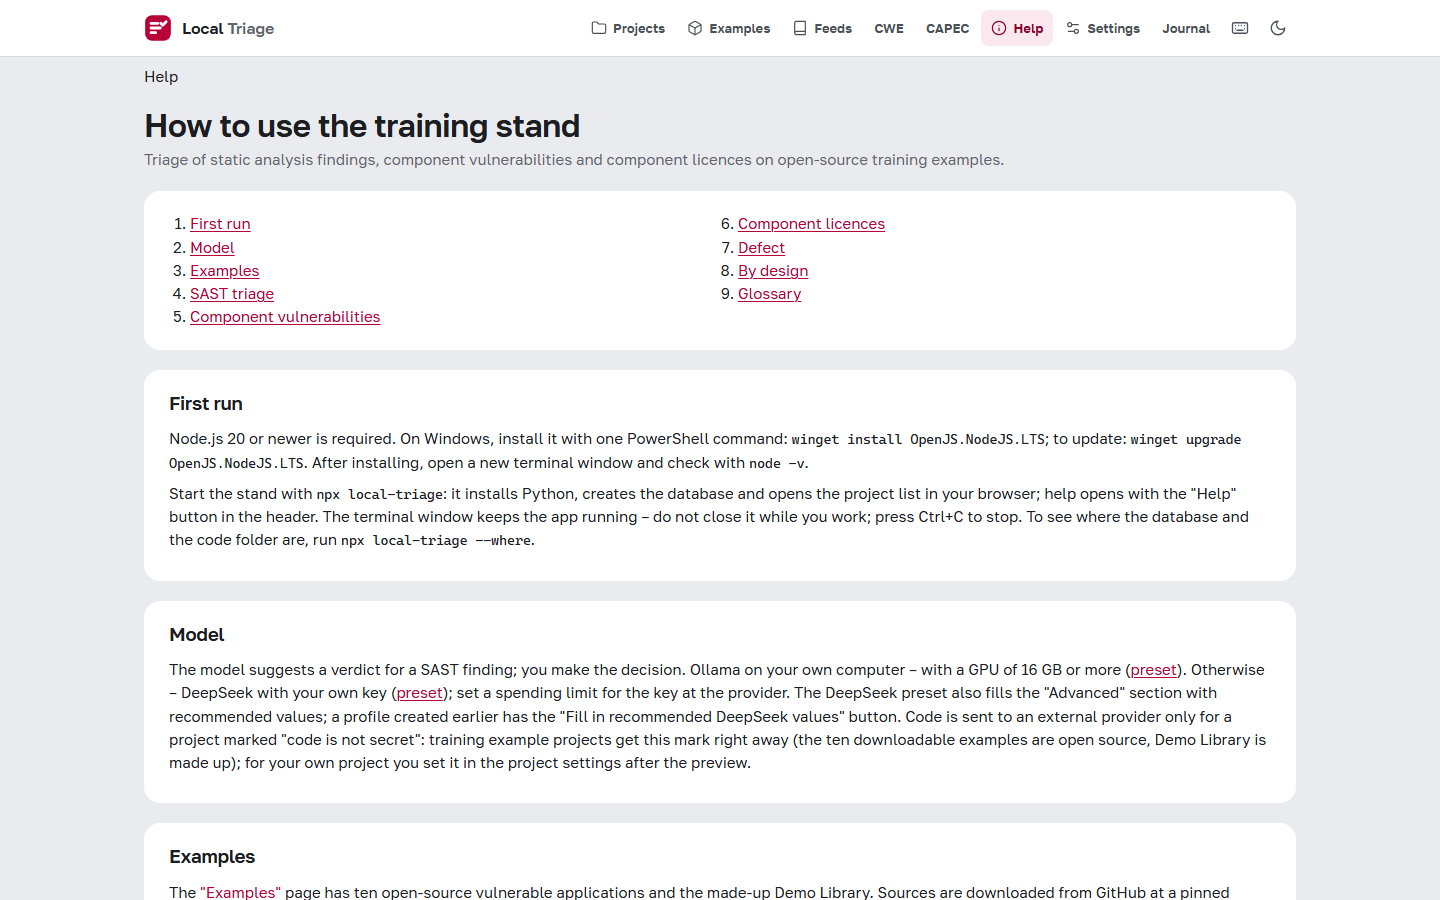 Local Triage
Projects
Examples
Feeds
CWE
CAPEC
Help
Settings
Journal
Help
How to use the training stand
Triage of static analysis findings, component vulnerabilities and component licences on open-source training examples.
1. First run
2. Model
3. Examples
4. SAST triage
5. Component vulnerabilities
6. Component licences
7. Defect
8. By design
9. Glossary
First run
Node.js 20 or newer is required. On Windows, install it with one PowerShell command: winget install OpenJS.NodeJS.LTS; to update: winget upgrade
OpenJS.NodeJS.LTS. After installing, open a new terminal window and check with node -v.
Start the stand with npx local-triage: it installs Python, creates the database and opens the project list in your browser; help opens with the "Help"
button in the header. The terminal window keeps the app running – do not close it while you work; press Ctrl+C to stop. To see where the database and
the code folder are, run npx local-triage --where.
Model
The model suggests a verdict for a SAST finding; you make the decision. Ollama on your own computer – with a GPU of 16 GB or more (preset). Otherwise
– DeepSeek with your own key (preset); set a spending limit for the key at the provider. The DeepSeek preset also fills the "Advanced" section with
recommended values; a profile created earlier has the "Fill in recommended DeepSeek values" button. Code is sent to an external provider only for a
project marked "code is not secret": training example projects get this mark right away (the ten downloadable examples are open source, Demo Library is
made up); for your own project you set it in the project settings after the preview.
Examples
The "Examples" page has ten open-source vulnerable applications and the made-up Demo Library. Sources are downloaded from GitHub at a pinned